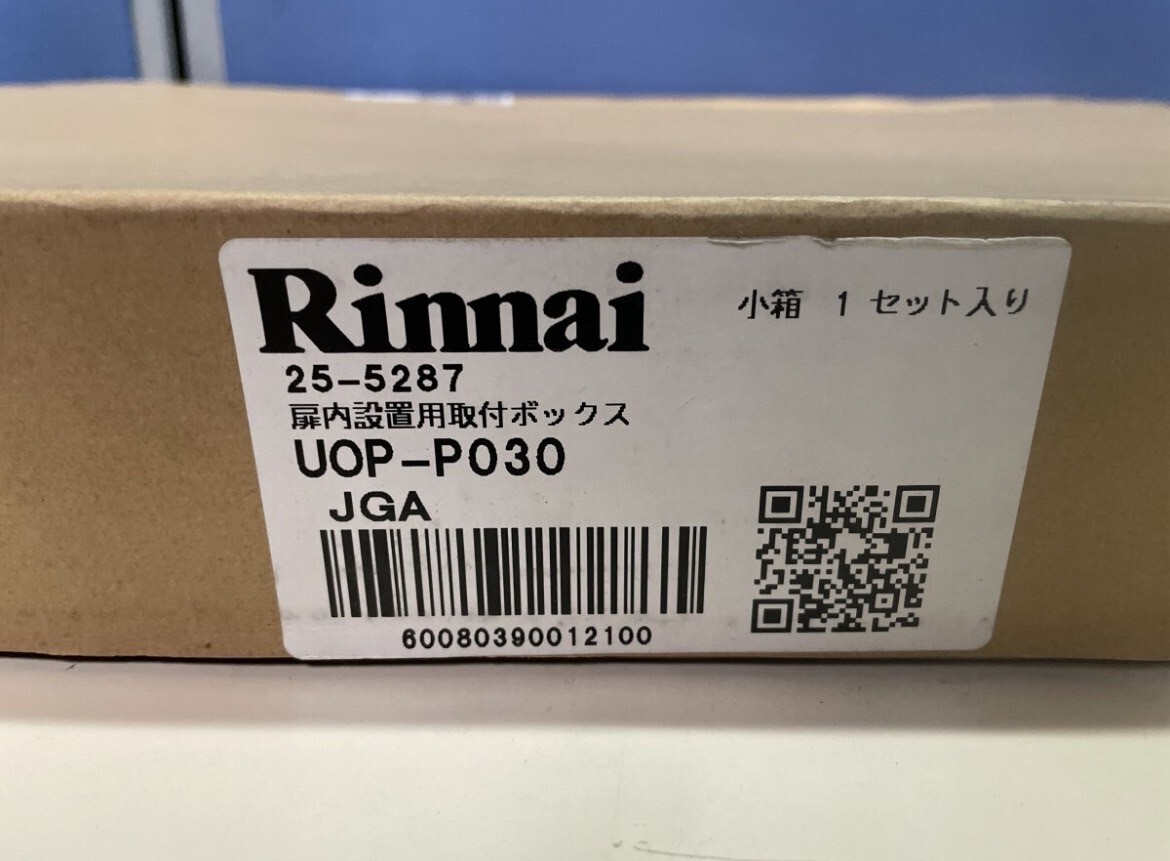 Rinnai
小箱 1 セット入り
25-5287
扉内設置用取付ボックス
UOP-P030
JGA
60080390012100